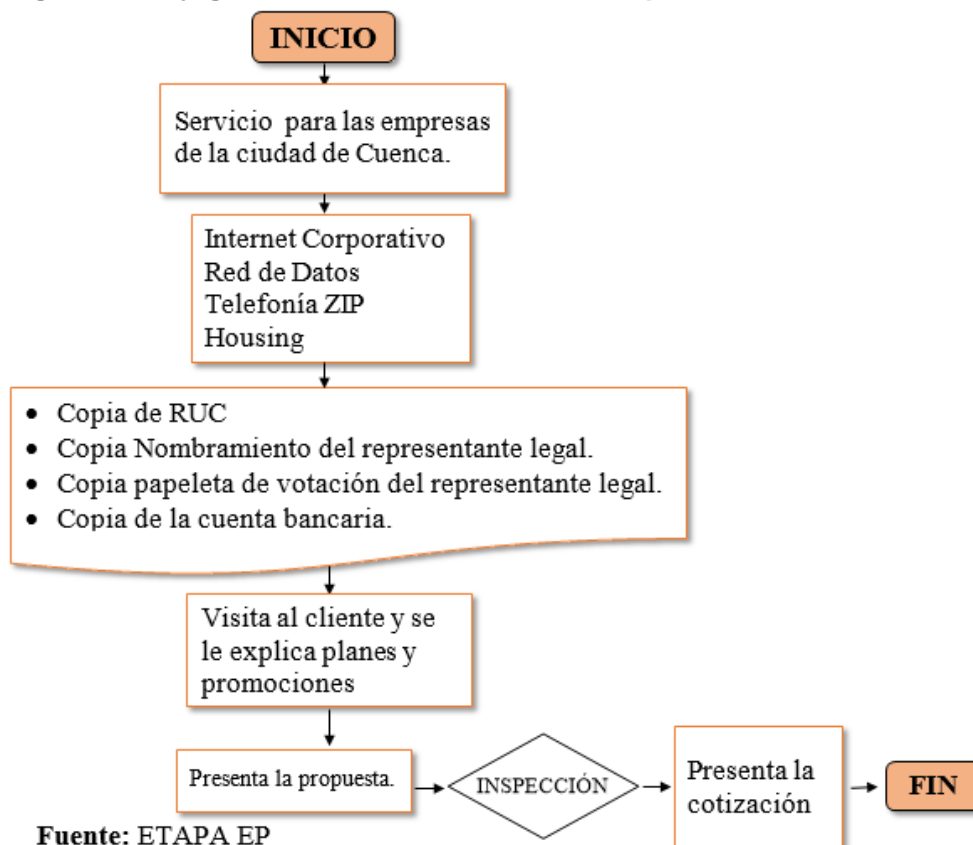 INICIO
Servicio para las empresas
de la ciudad de Cuenca.
Internet Corporativo
Red de Datos
Telefonía ZIP
Housing
• Copia de RUC
• Copia Nombramiento del representante legal.
• Copia papeleta de votación del representante legal.
• Copia de la cuenta bancaria.
Visita al cliente y se
le explica planes y
promociones
Presenta la propuesta.
INSPECCIÓN
Presenta la
cotización
FIN
Fuente: ETAPA EP